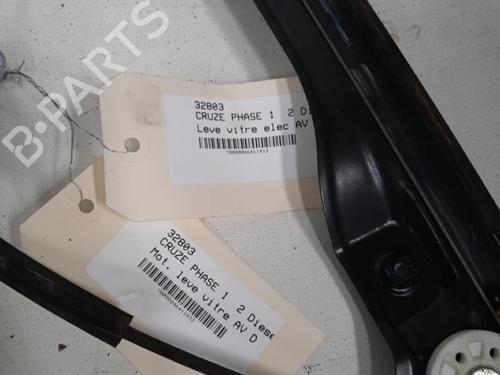 B-PARTS
32803
CRUZE PHASE 1 2 Di
Leve vitre elec AV
32803
CRUZE PHASE 1 2 Diese
Mot. leve vitre AV D